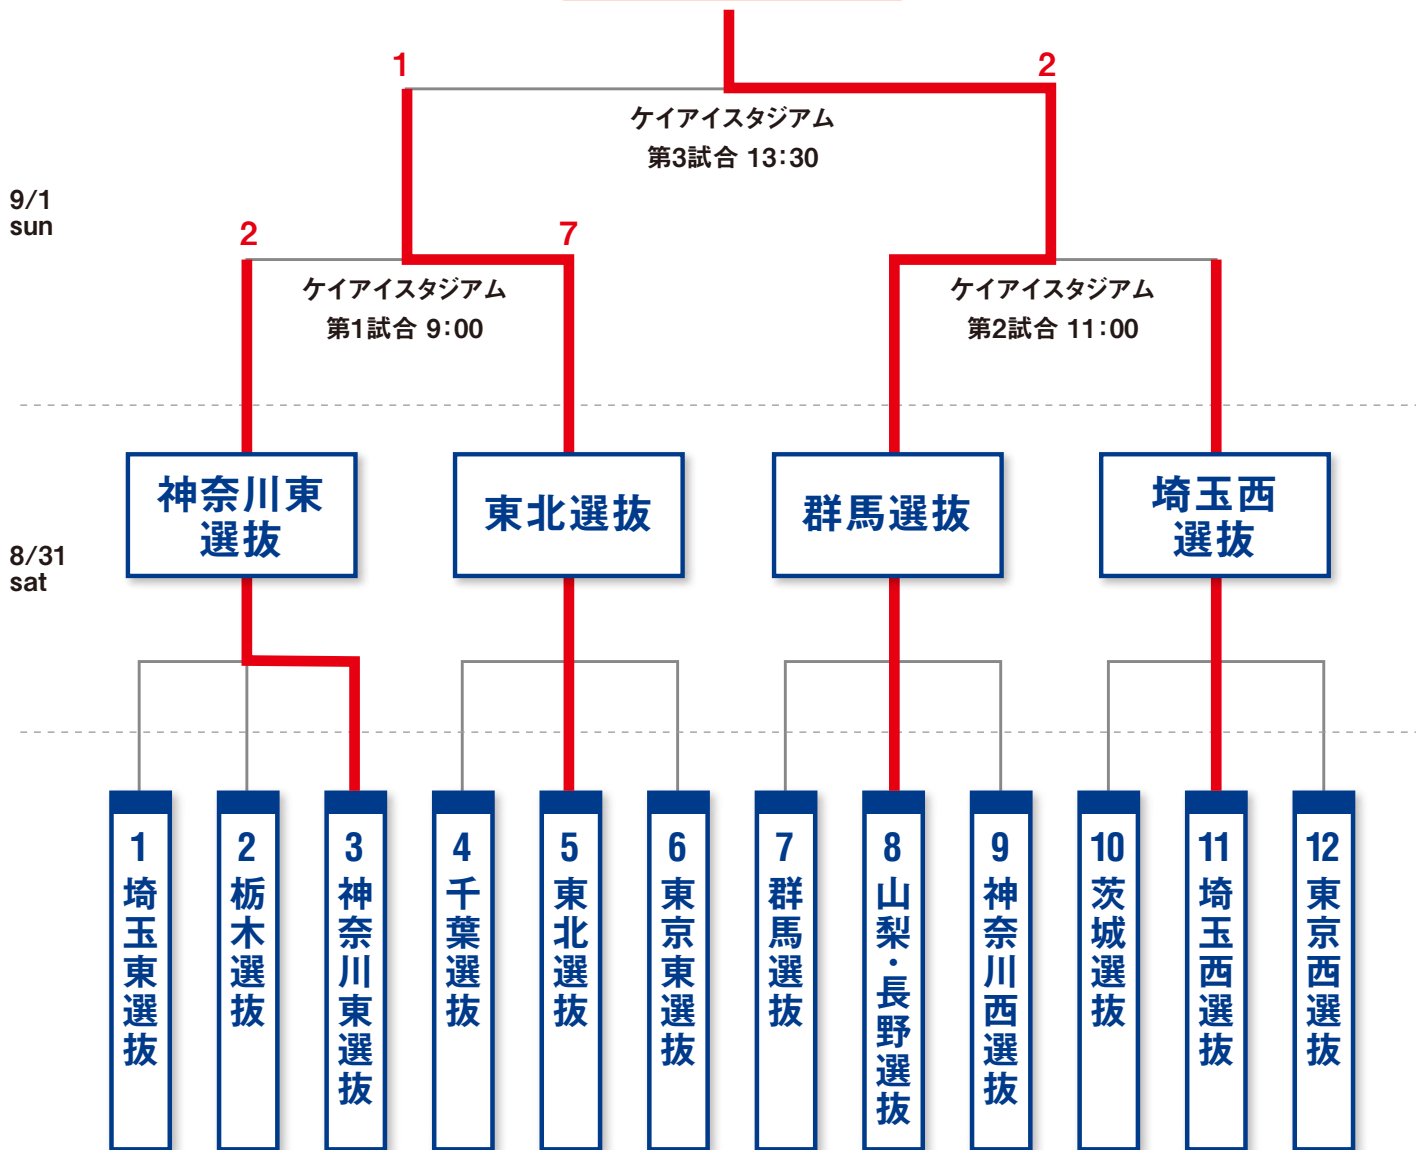 1
2
ケイアイスタジアム
第3試合 13:30
9/1
sun
2
7
ケイアイスタジアム
第1試合 9:00
ケイアイスタジアム
第2試合 11:00
神奈川東
選抜
東北選抜
群馬選抜
埼玉西
選抜
8/31
sat
1 埼玉東選抜
2 栃木選抜
3 神奈川東選抜
4 千葉選抜
5 東北選抜
6 東京東選抜
7 群馬選抜
8 山梨・長野選抜
9 神奈川西選抜
10 茨城選抜
11 埼玉西選抜
12 東京西選抜